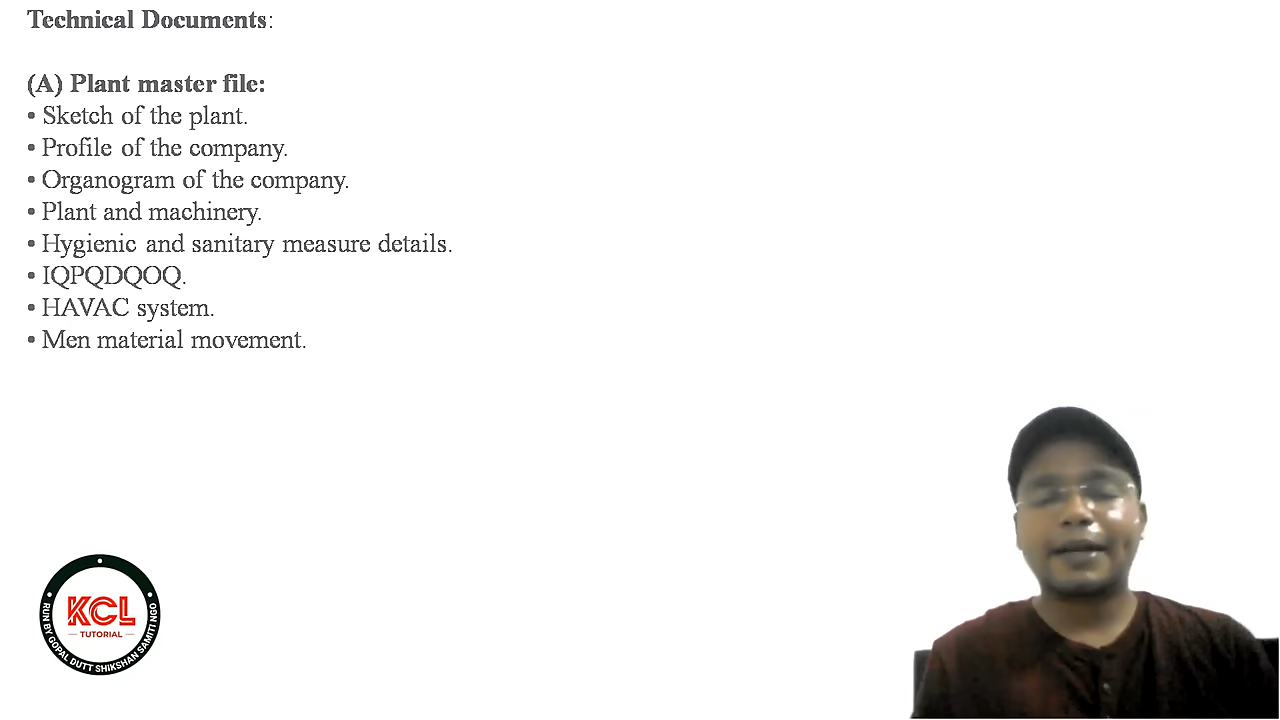 Technical Documents:
(A) Plant master file:
• Sketch of the plant.
• Profile of the company.
• Organogram of the company.
• Plant and machinery.
• Hygienic and sanitary measure details.
• IQPQDQOQ.
• HAVAC system.
• Men material movement.
KCL
TUTORIAL
RUN BY GOPAL DUTT SHIKSHAN SAMITI NGO